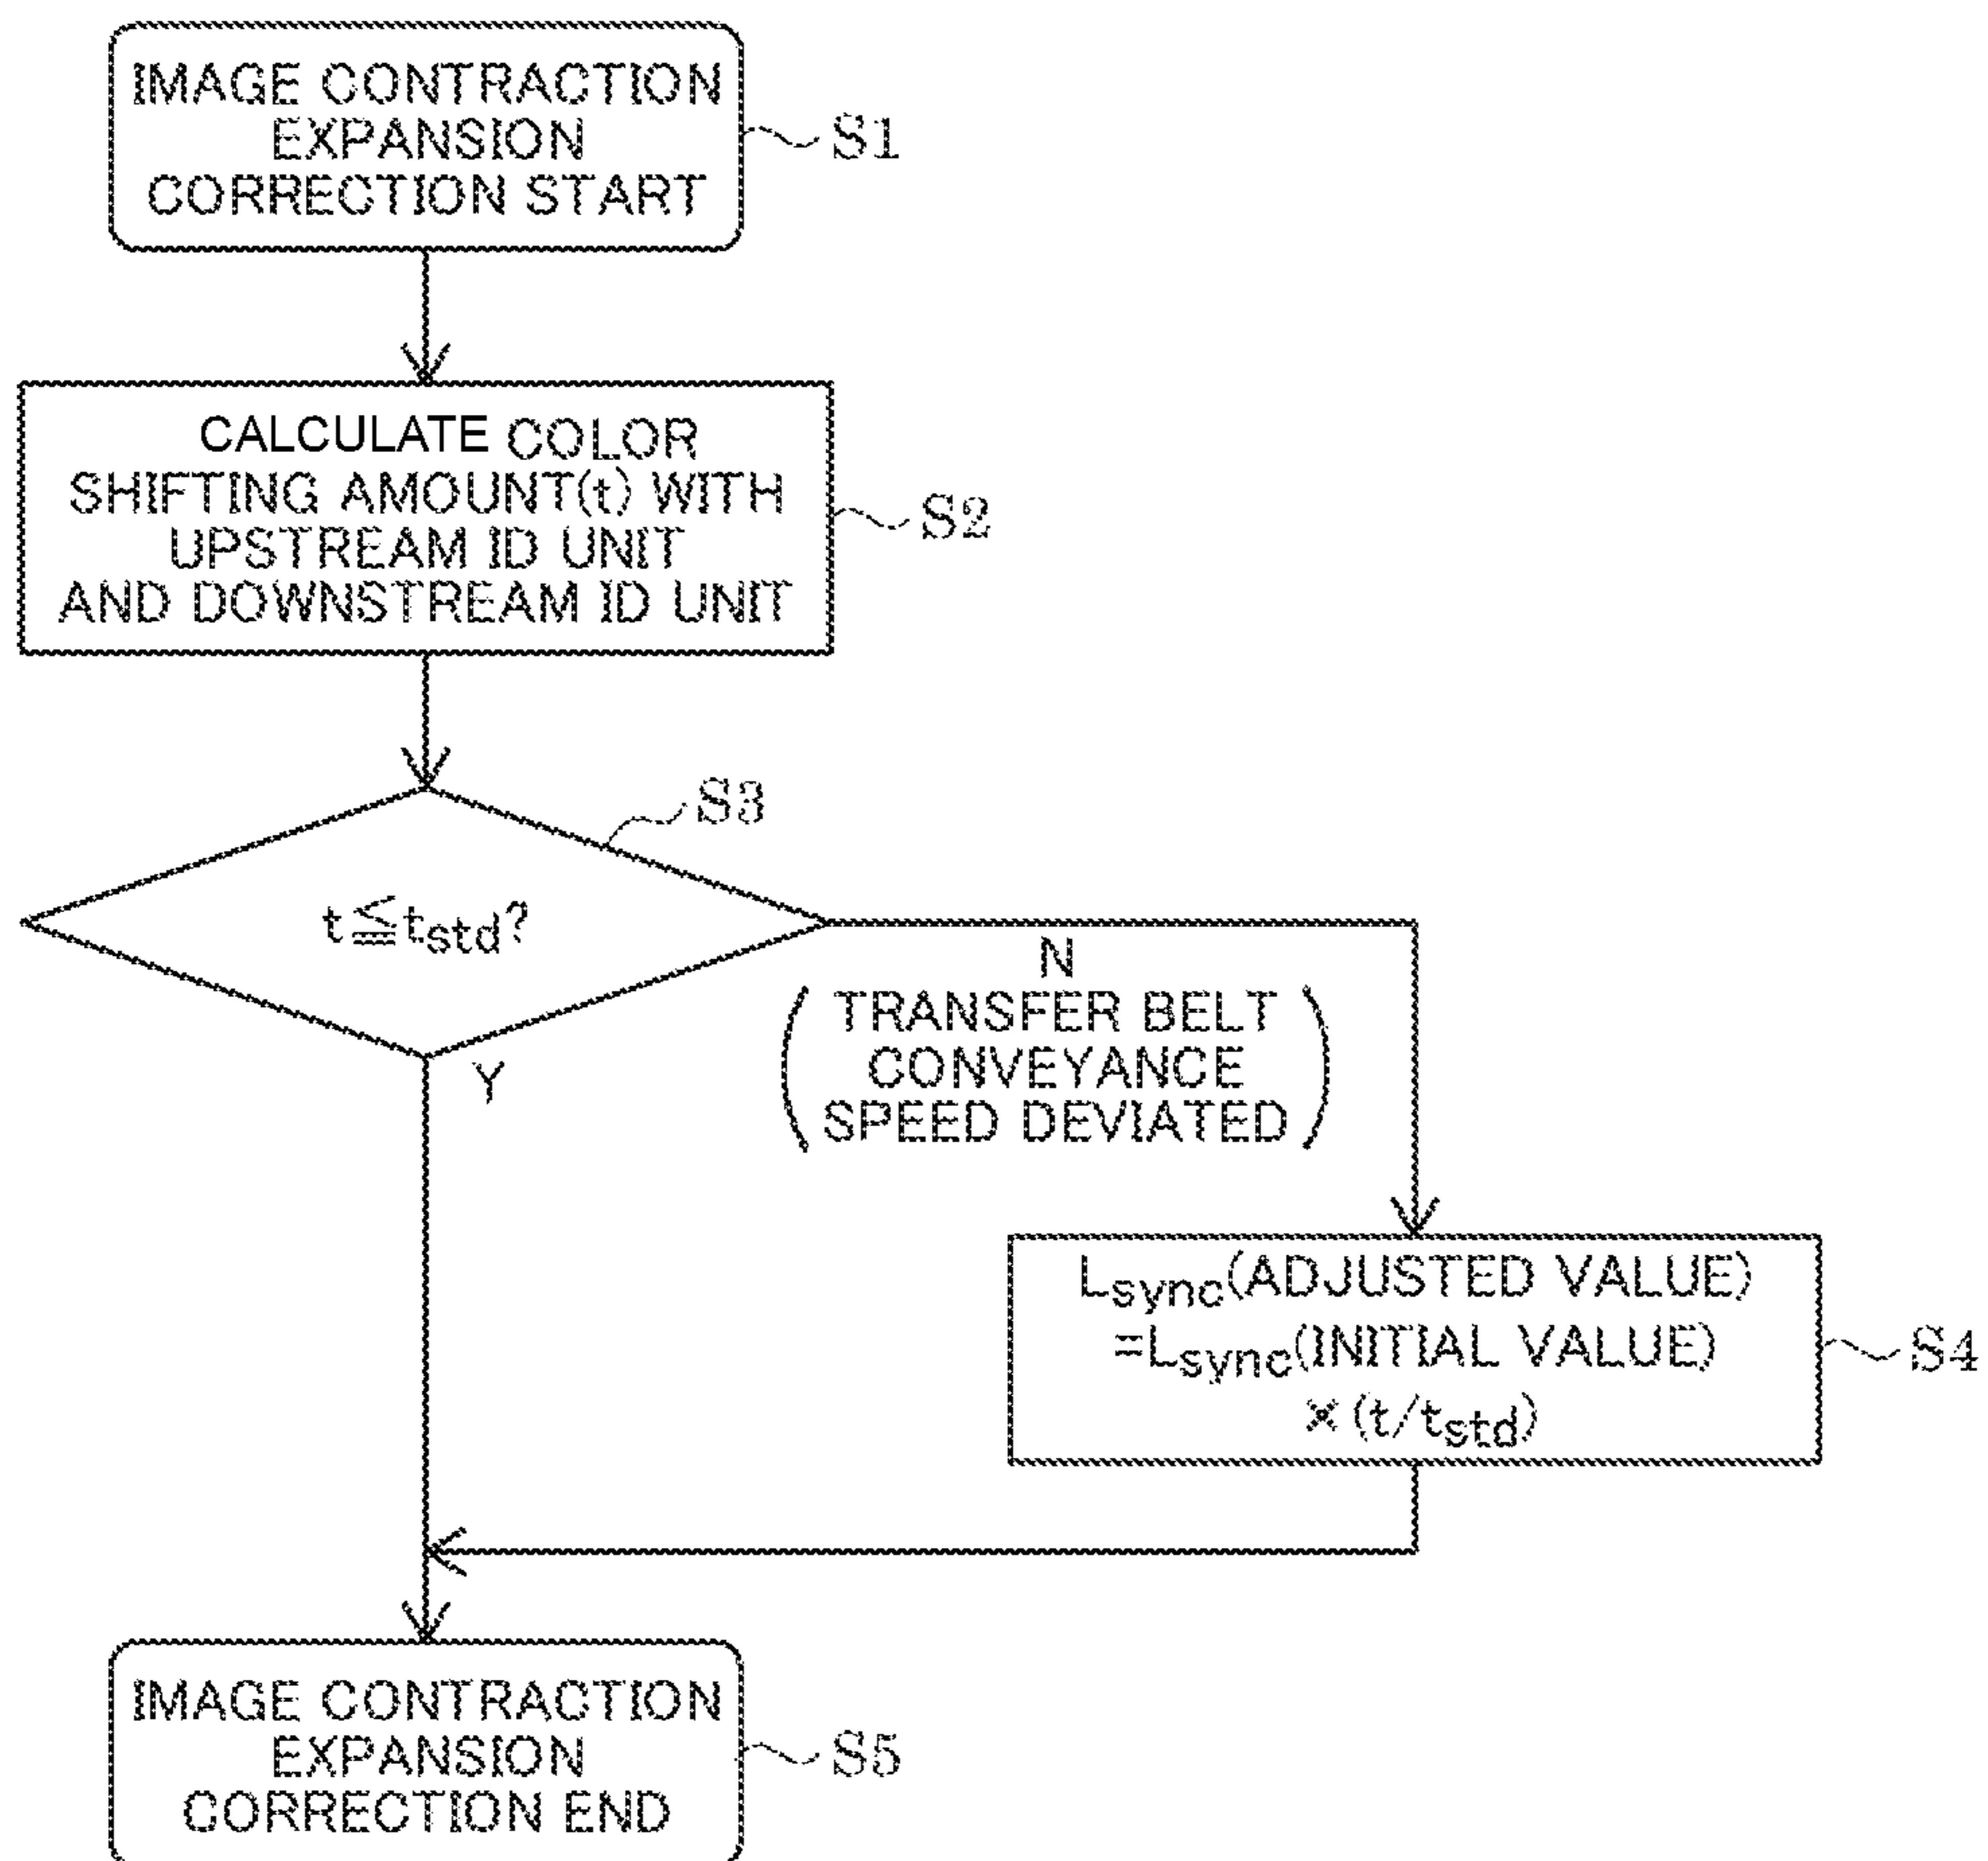 IMAGE CONTRACTION
EXPANSION
CORRECTION START
S1
CALCULATE COLOR
SHIFTING AMOUNT(t) WITH
UPSTREAM ID UNIT
AND DOWNSTREAM ID UNIT
S2
S3
t≦tstd?
N
(TRANSFER BELT
CONVEYANCE
SPEED DEVIATED)
Y
Lsync(ADJUSTED VALUE)
=Lsync(INITIAL VALUE)
×(t/tstd)
S4
IMAGE CONTRACTION
EXPANSION
CORRECTION END
S5